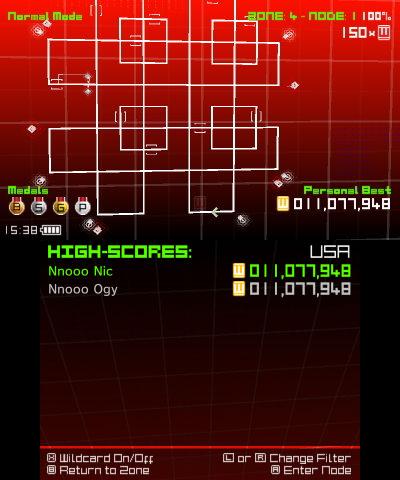 Normal Mode
ZONE 4 - NODE: 1 100%
150x
Medals
B S G P
Personal Best
011,077,948
15:38
HIGH-SCORES: USA
Nnooo Nic 011,077,948
Nnooo Ogy 011,077,948
X Wildcard On/Off L or R Change Filter
B Return to Zone A Enter Node